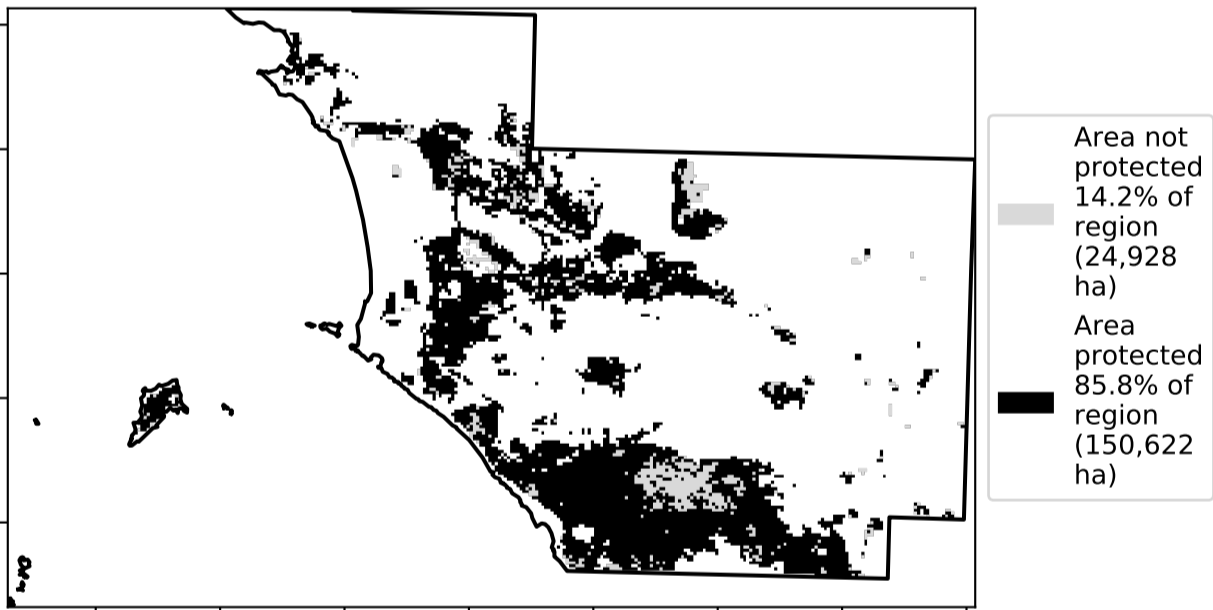 Area not
protected
14.2% of
region
(24,928
ha)
Area
protected
85.8% of
region
(150,622
ha)